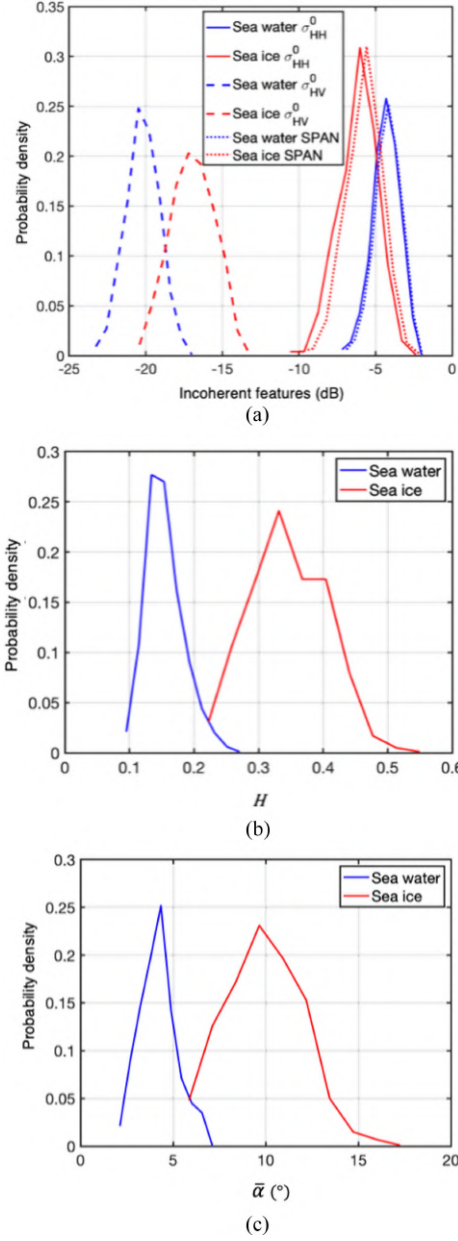 0.35
0.3
0.25
0.2
0.15
0.1
0.05
0
Probability density
Sea water σ⁰HH
Sea ice σ⁰HH
Sea water σ⁰HV
Sea ice σ⁰HV
Sea water SPAN
Sea ice SPAN
-25 -20 -15 -10 -5 0
Incoherent features (dB)
(a)
0.3
0.25
0.2
0.15
0.1
0.05
0
Probability density
Sea water
Sea ice
0 0.1 0.2 0.3 0.4 0.5 0.6
H
(b)
0.3
0.25
0.2
0.15
0.1
0.05
0
Probability density
Sea water
Sea ice
0 5 10 15 20
ᾱ (°)
(c)